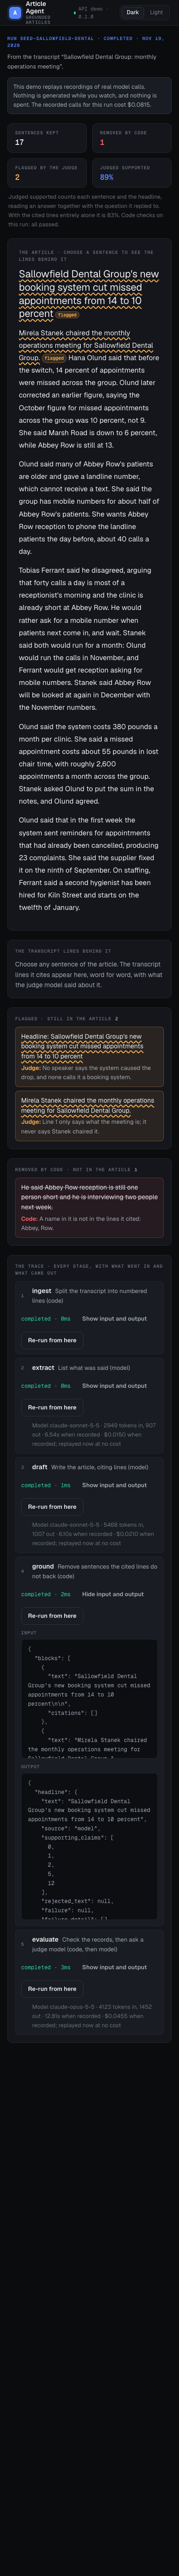 A
Article
Agent
GROUNDED
ARTICLES
API demo ·
0.1.0
Dark
Light
RUN SEED-SALLOWFIELD-DENTAL · COMPLETED · NOV 10,
2026
From the transcript "Sallowfield Dental Group: monthly
operations meeting".
This demo replays recordings of real model calls.
Nothing is generated while you watch, and nothing is
spent. The recorded calls for this run cost $0.0815.
SENTENCES KEPT
17
REMOVED BY CODE
1
FLAGGED BY THE JUDGE
2
JUDGED SUPPORTED
89%
Judged supported counts each sentence and the headline,
reading an answer together with the question it replied to.
With the cited lines entirely alone it is 83%. Code checks on
this run: all passed.
THE ARTICLE · CHOOSE A SENTENCE TO SEE THE
LINES BEHIND IT
Sallowfield Dental Group's new
booking system cut missed
appointments from 14 to 10
percent flagged
Mirela Stanek chaired the monthly
operations meeting for Sallowfield Dental
Group. flagged Hana Olund said that before
the switch, 14 percent of appointments
were missed across the group. Olund later
corrected an earlier figure, saying the
October figure for missed appointments
across the group was 10 percent, not 9.
She said Marsh Road is down to 6 percent,
while Abbey Row is still at 13.
Olund said many of Abbey Row's patients
are older and gave a landline number,
which cannot receive a text. She said the
group has mobile numbers for about half of
Abbey Row's patients. She wants Abbey
Row reception to phone the landline
patients the day before, about 40 calls a
day.
Tobias Ferrant said he disagreed, arguing
that forty calls a day is most of a
receptionist's morning and the clinic is
already short at Abbey Row. He would
rather ask for a mobile number when
patients next come in, and wait. Stanek
said both would run for a month: Olund
would run the calls in November, and
Ferrant would get reception asking for
mobile numbers. Stanek said Abbey Row
will be looked at again in December with
the November numbers.
Olund said the system costs 380 pounds a
month per clinic. She said a missed
appointment costs about 55 pounds in lost
chair time, with roughly 2,600
appointments a month across the group.
Stanek asked Olund to put the sum in the
notes, and Olund agreed.
Olund said that in the first week the
system sent reminders for appointments
that had already been cancelled, producing
23 complaints. She said the supplier fixed
it on the ninth of September. On staffing,
Ferrant said a second hygienist has been
hired for Kiln Street and starts on the
twelfth of January.
THE TRANSCRIPT LINES BEHIND IT
Choose any sentence of the article. The transcript
lines it cites appear here, word for word, with what
the judge model said about it.
FLAGGED · STILL IN THE ARTICLE 2
Headline: Sallowfield Dental Group's new
booking system cut missed appointments
from 14 to 10 percent
Judge: No speaker says the system caused the
drop, and none calls it a booking system.
Mirela Stanek chaired the monthly operations
meeting for Sallowfield Dental Group.
Judge: Line 1 only says what the meeting is; it
never says Stanek chaired it.
REMOVED BY CODE · NOT IN THE ARTICLE 1
He said Abbey Row reception is still one
person short and he is interviewing two people
next week.
Code: A name in it is not in the lines it cited:
Abbey, Row.
THE TRACE · EVERY STAGE, WITH WHAT WENT IN AND
WHAT CAME OUT
1
ingest Split the transcript into numbered
lines (code)
completed · 0ms
Show input and output
Re-run from here
2
extract List what was said (model)
completed · 0ms
Show input and output
Re-run from here
Model claude-sonnet-5-5 · 2949 tokens in, 907
out · 6.54s when recorded · $0.0150 when
recorded; replayed now at no cost
3
draft Write the article, citing lines (model)
completed · 1ms
Show input and output
Re-run from here
Model claude-sonnet-5-5 · 5468 tokens in,
1007 out · 6.10s when recorded · $0.0210 when
recorded; replayed now at no cost
4
ground Remove sentences the cited lines do
not back (code)
completed · 2ms
Hide input and output
Re-run from here
INPUT
{
"blocks": [
{
"text": "Sallowfield Dental
Group's new booking system cut missed
appointments from 14 to 10
percent\n\n",
"citations": []
},
{
"text": "Mirela Stanek chaired
the monthly operations meeting for
OUTPUT
{
"headline": {
"text": "Sallowfield Dental
Group's new booking system cut missed
appointments from 14 to 10 percent",
"source": "model",
"supporting_claims": [
0,
1,
2,
5,
12
],
"rejected_text": null,
"failure": null,
5
evaluate Check the records, then ask a
judge model (code, then model)
completed · 3ms
Show input and output
Re-run from here
Model claude-opus-5-5 · 4123 tokens in, 1452
out · 12.81s when recorded · $0.0455 when
recorded; replayed now at no cost